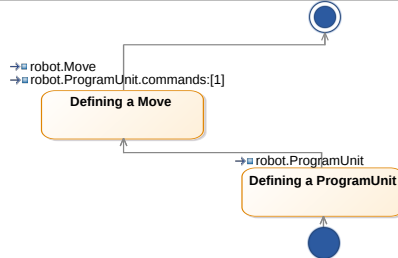 robot.Move
robot.ProgramUnit.commands:[1]
Defining a Move
robot.ProgramUnit
Defining a ProgramUnit